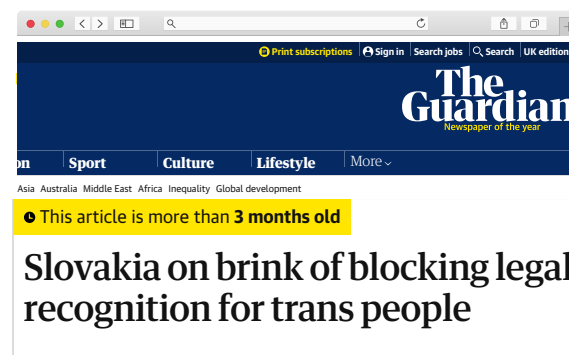 Print subscriptions Sign in Search jobs Search UK edition
The
Guardian
Newspaper of the year
on Sport Culture Lifestyle More
Asia Australia Middle East Africa Inequality Global development
This article is more than 3 months old
Slovakia on brink of blocking legal
recognition for trans people